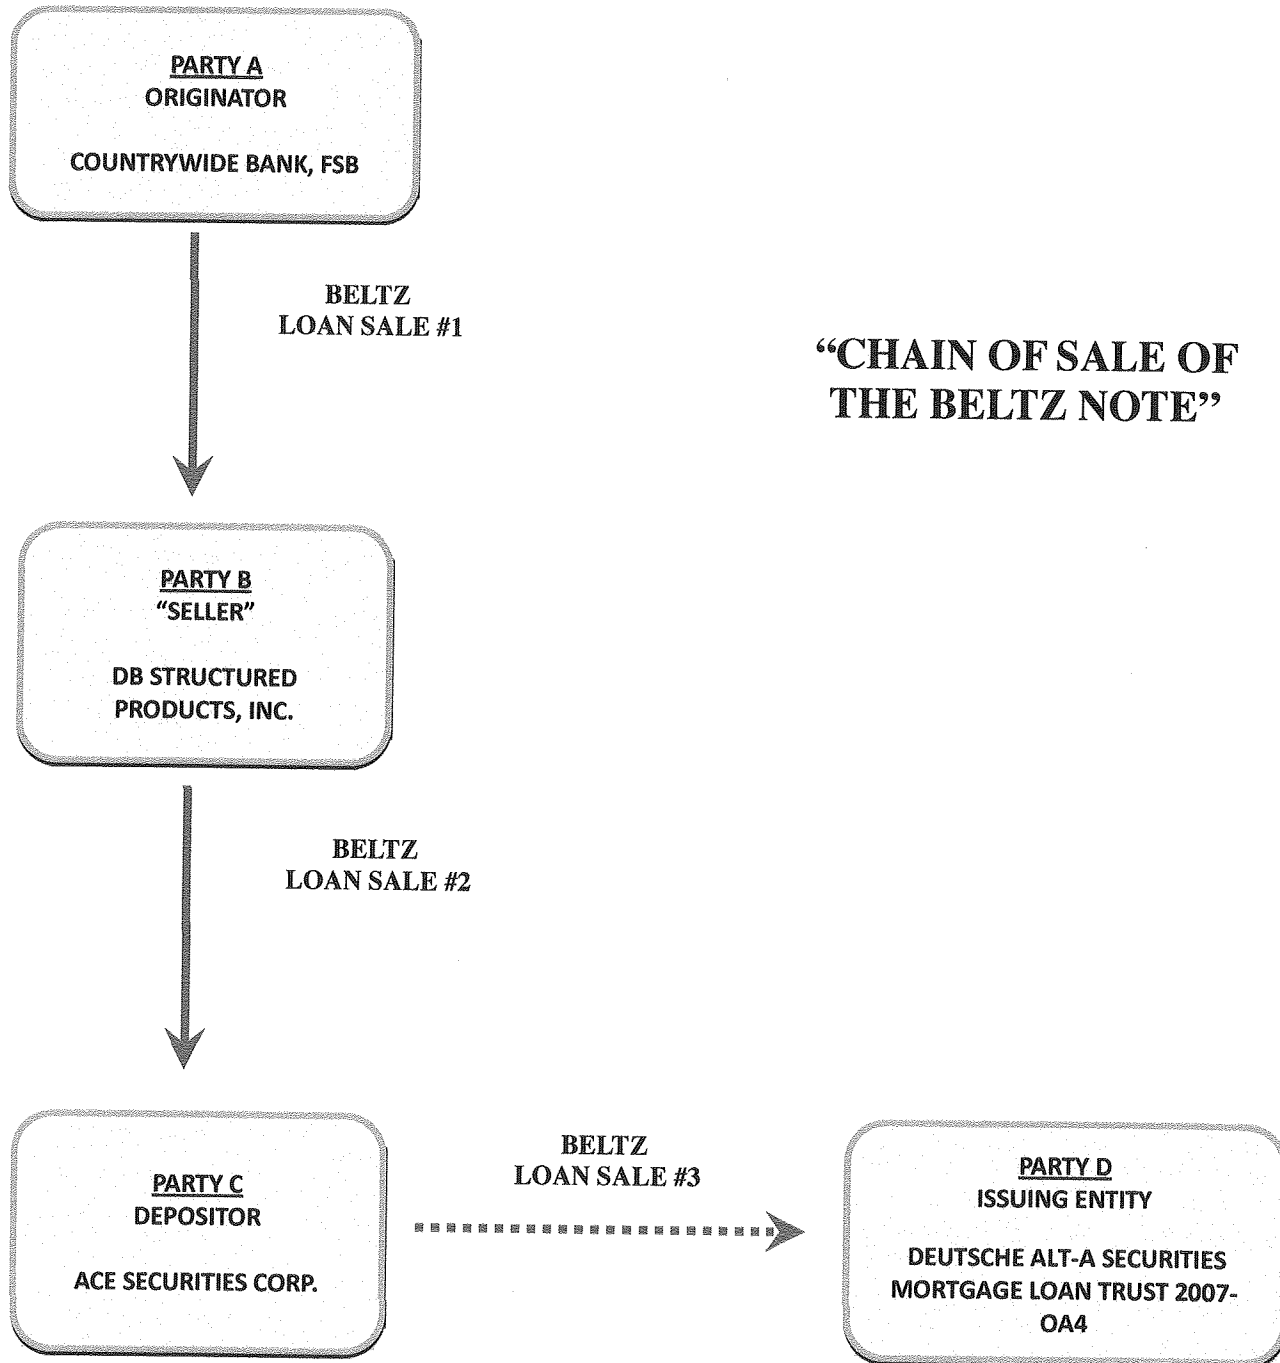 PARTY A
ORIGINATOR
COUNTRYWIDE BANK, FSB
BELTZ
LOAN SALE #1
“CHAIN OF SALE OF
THE BELTZ NOTE”
PARTY B
“SELLER”
DB STRUCTURED
PRODUCTS, INC.
BELTZ
LOAN SALE #2
PARTY C
DEPOSITOR
ACE SECURITIES CORP.
BELTZ
LOAN SALE #3
PARTY D
ISSUING ENTITY
DEUTSCHE ALT-A SECURITIES
MORTGAGE LOAN TRUST 2007-
OA4